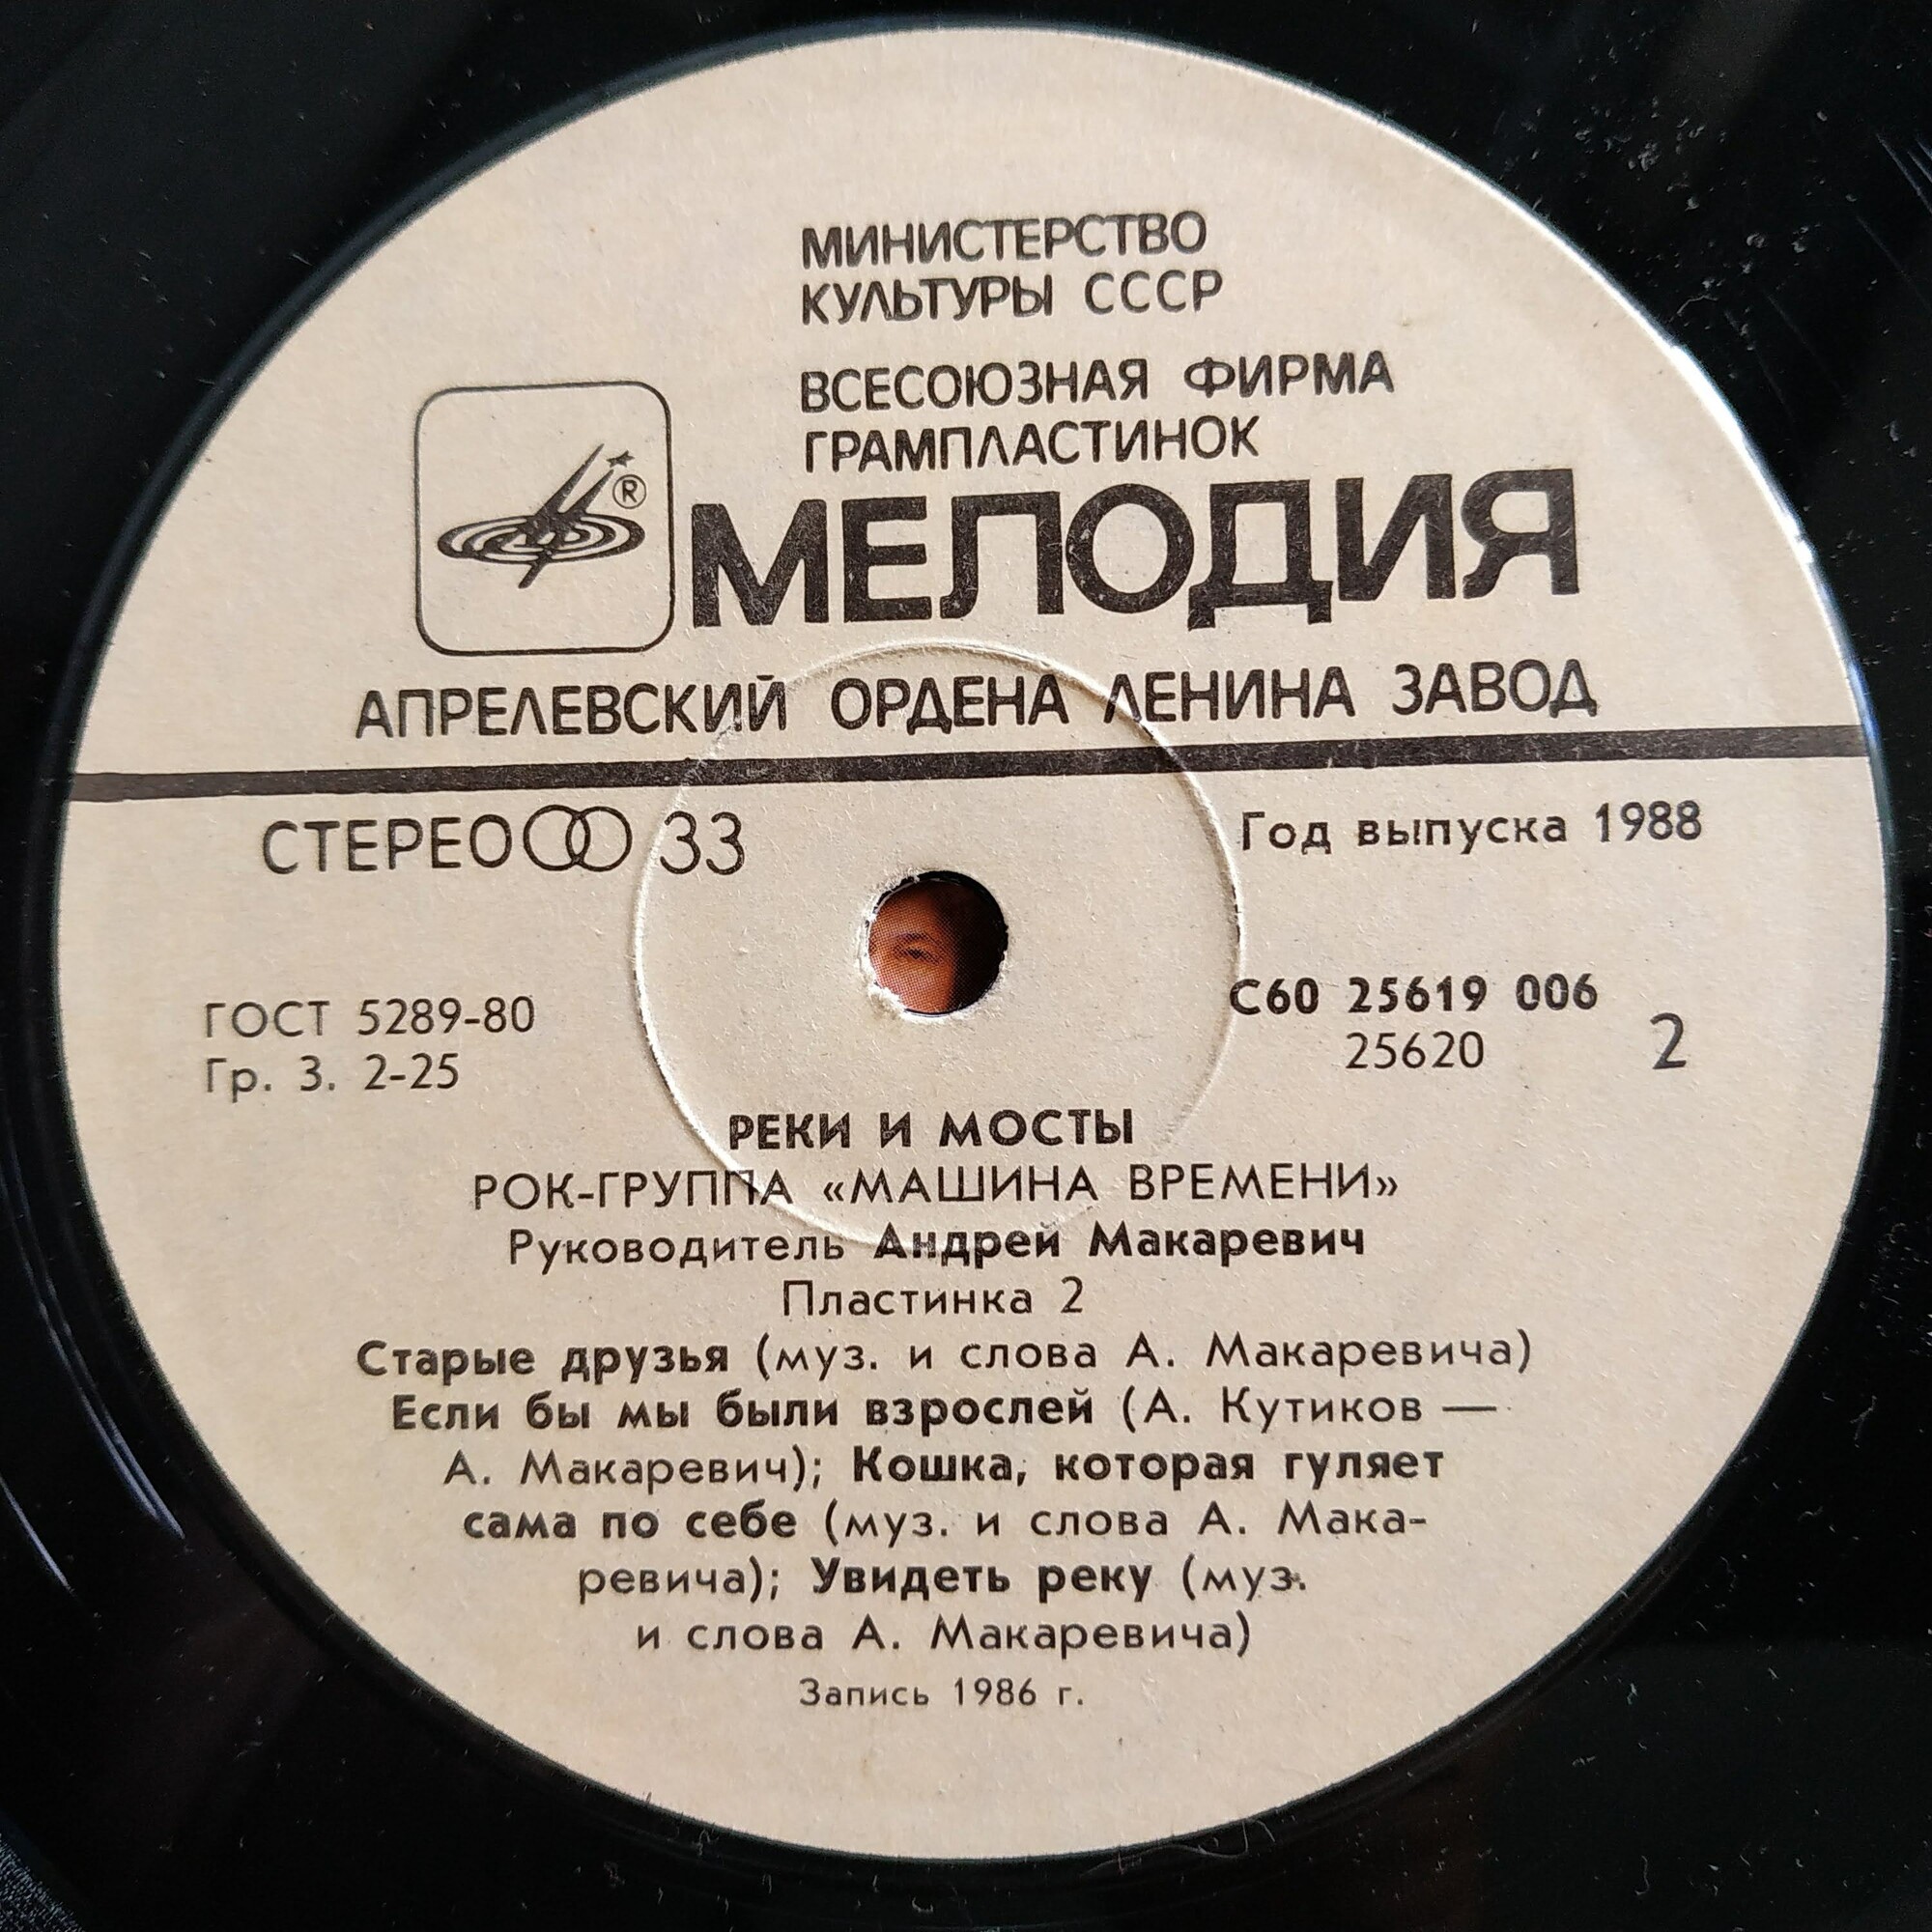 МИНИСТЕРСТВО
КУЛЬТУРЫ СССР
ВСЕСОЮЗНАЯ ФИРМА
ГРАМПЛАСТИНОК
®
МЕЛОДИЯ
АПРЕЛЕВСКИЙ ОРДЕНА ЛЕНИНА ЗАВОД
СТЕРЕО 33
Год выпуска 1988
ГОСТ 5289-80
Гр. 3. 2-25
С60 25619 006
25620
2
РЕКИ И МОСТЫ
РОК-ГРУППА «МАШИНА ВРЕМЕНИ»
Руководитель Андрей Макаревич
Пластинка 2
Старые друзья (муз. и слова А. Макаревича)
Если бы мы были взрослей (А. Кутиков —
А. Макаревич); Кошка, которая гуляет
сама по себе (муз. и слова А. Мака-
ревича); Увидеть реку (муз.
и слова А. Макаревича)
Запись 1986 г.